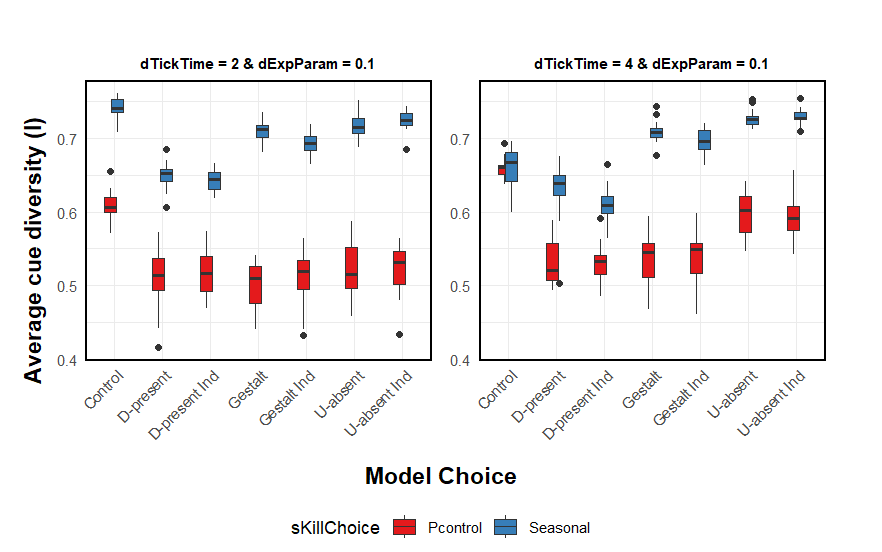 dTickTime = 2 & dExpParam = 0.1
dTickTime = 4 & dExpParam = 0.1
Average cue diversity (I)
0.7
0.6
0.5
0.4
0.7
0.6
0.5
0.4
Control
D-present
D-present Ind
Gestalt
Gestalt Ind
U-absent
U-absent Ind
Control
D-present
D-present Ind
Gestalt
Gestalt Ind
U-absent
U-absent Ind
Model Choice
sKillChoice Pcontrol Seasonal